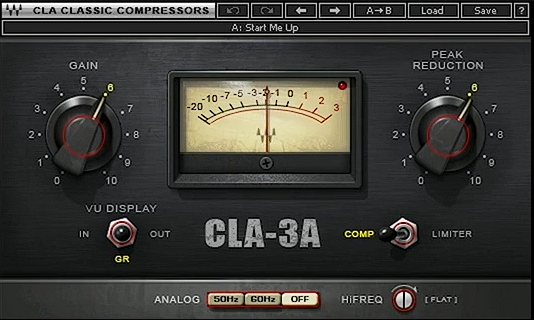 CLA CLASSIC COMPRESSORS A→B Load Save ?
A: Start Me Up
GAIN
0 1 2 3 4 5 6 7 8 9 10
-20 -10 -7 -5 -3 -2 -1 0 1 2 3
PEAK
REDUCTION
0 1 2 3 4 5 6 7 8 9 10
VU DISPLAY
IN OUT
GR
CLA-3A
COMP LIMITER
ANALOG 50Hz 60Hz OFF HiFREQ [ FLAT ]